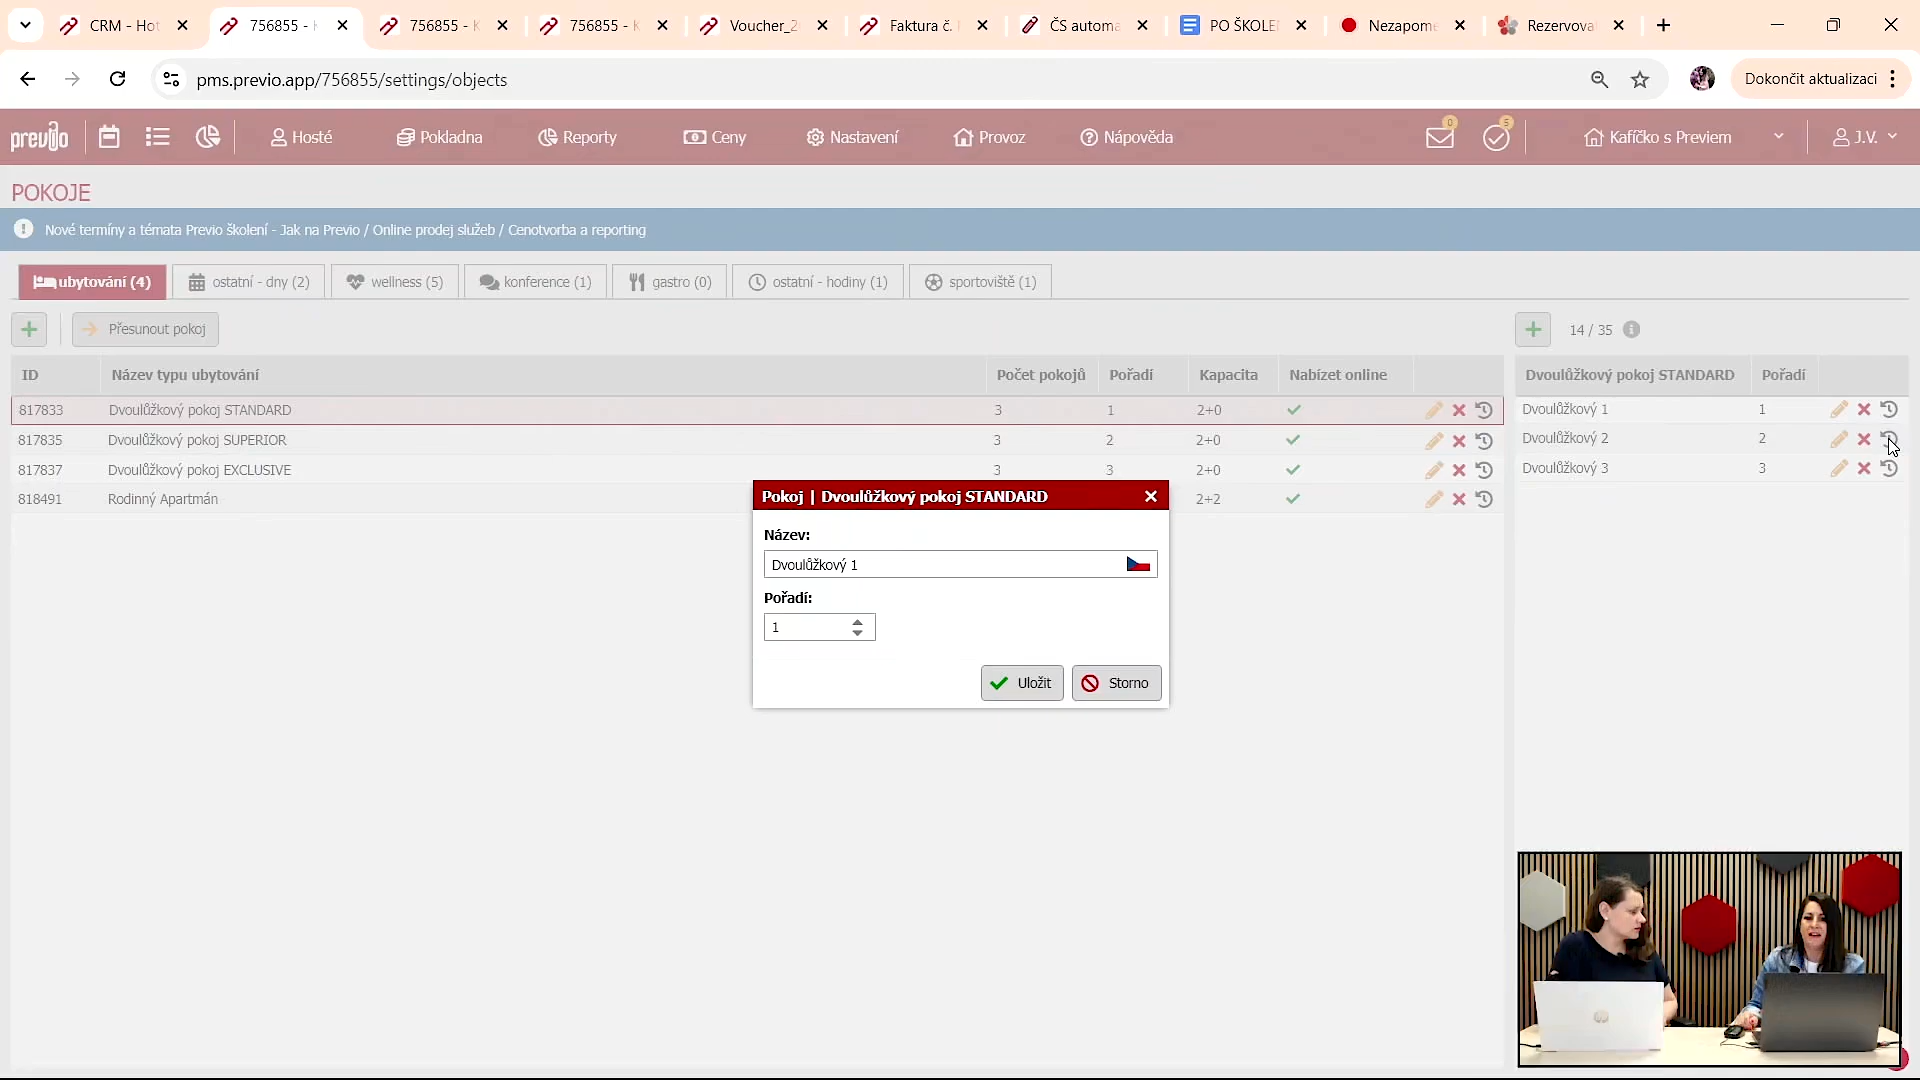 CRM - Hot
756855 -
756855 - K
756855 - K
Voucher_2
Faktura č.
ČS automa
PO ŠKOLE
Nezapome
Rezervova
pms.previo.app/756855/settings/objects
Dokončit aktualizaci
previo
Hosté
Pokladna
Reporty
Ceny
Nastavení
Provoz
Nápověda
0
5
Kafíčko s Previem
J.V.
POKOJE
Nové termíny a témata Previo školení - Jak na Previo / Online prodej služeb / Cenotvorba a reporting
ubytování (4)
ostatní - dny (2)
wellness (5)
konference (1)
gastro (0)
ostatní - hodiny (1)
sportoviště (1)
Přesunout pokoj
14 / 35
ID Název typu ubytování Počet pokojů Pořadí Kapacita Nabízet online
817833 Dvoulůžkový pokoj STANDARD 3 1 2+0
817835 Dvoulůžkový pokoj SUPERIOR 3 2 2+0
817837 Dvoulůžkový pokoj EXCLUSIVE 3 3 2+0
818491 Rodinný Apartmán 2+2
Dvoulůžkový pokoj STANDARD Pořadí
Dvoulůžkový 1 1
Dvoulůžkový 2 2
Dvoulůžkový 3 3
Pokoj | Dvoulůžkový pokoj STANDARD
Název:
Dvoulůžkový 1
Pořadí:
1
Uložit
Storno